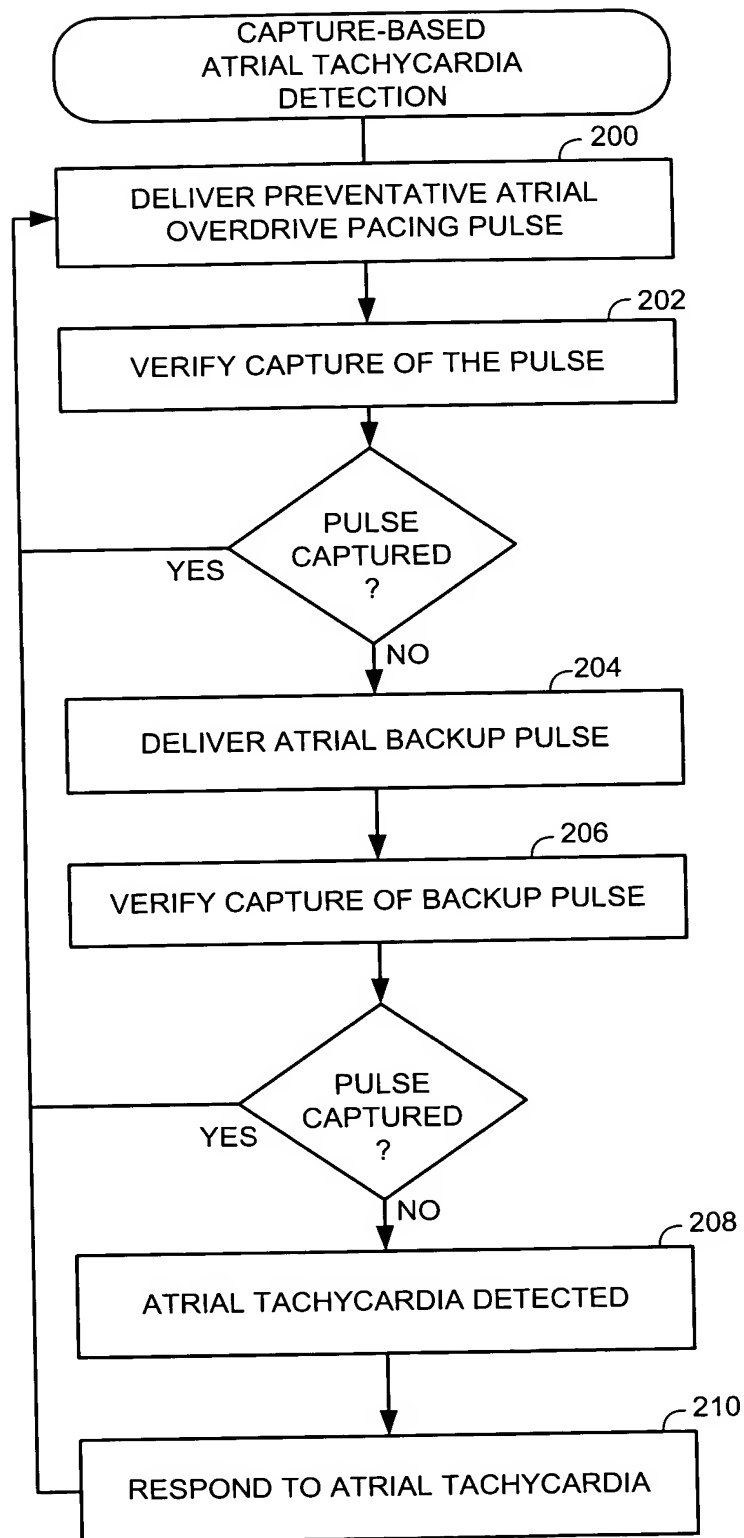 CAPTURE-BASED
ATRIAL TACHYCARDIA
DETECTION
200
DELIVER PREVENTATIVE ATRIAL
OVERDRIVE PACING PULSE
202
VERIFY CAPTURE OF THE PULSE
PULSE
CAPTURED
?
YES
NO
204
DELIVER ATRIAL BACKUP PULSE
206
VERIFY CAPTURE OF BACKUP PULSE
PULSE
CAPTURED
?
YES
NO
208
ATRIAL TACHYCARDIA DETECTED
210
RESPOND TO ATRIAL TACHYCARDIA